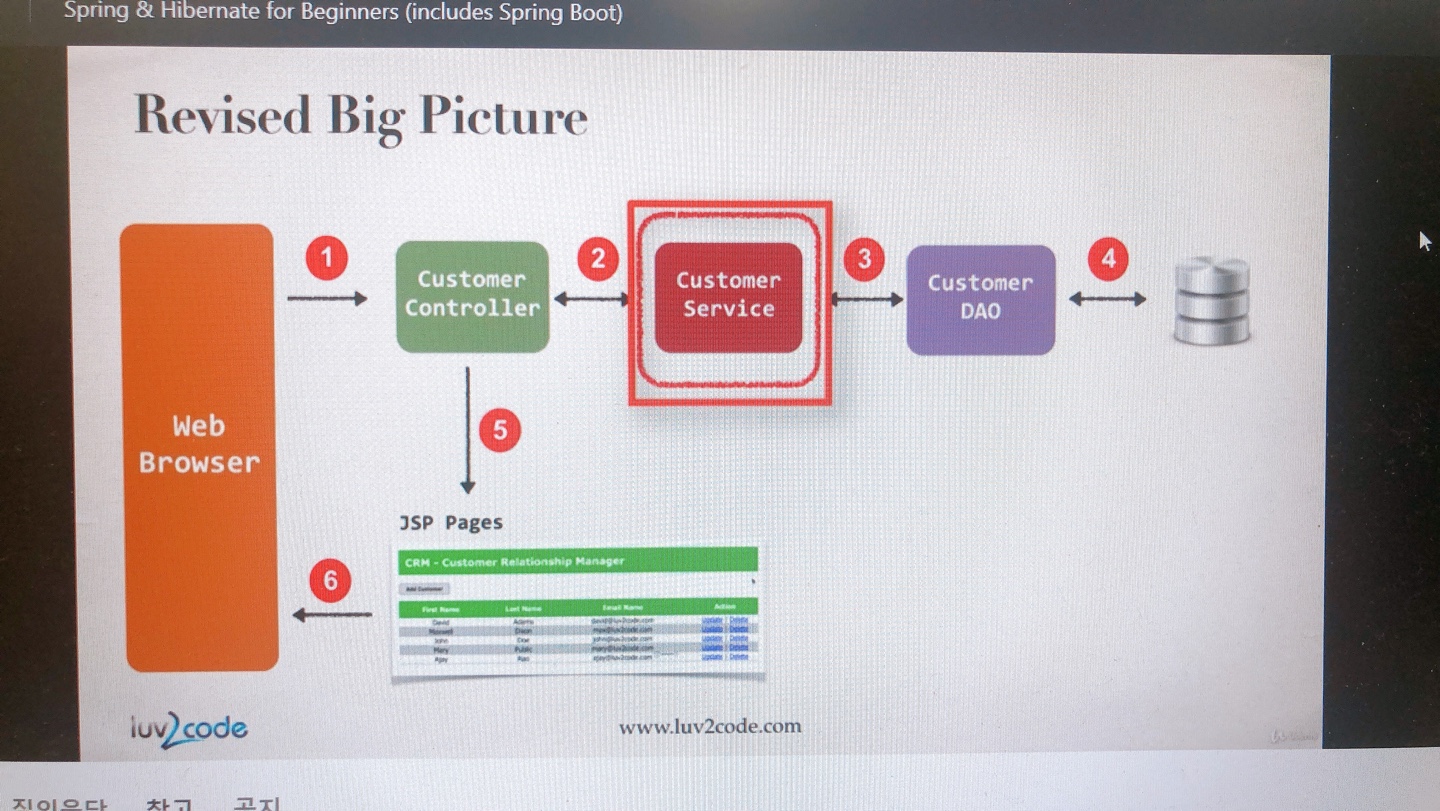 Spring & Hibernate for Beginners (includes Spring Boot)
Revised Big Picture
1
2
3
4
Customer
Controller
Customer
Service
Customer
DAO
Web
Browser
5
JSP Pages
6
CRM - Customer Relationship Manager
Add Customer
First Name Last Name Email Name Action
David Adams david@luv2code.com Update | Delete
Maxwell Dixon max@luv2code.com Update | Delete
John Doe john@luv2code.com Update | Delete
Mary Public mary@luv2code.com Update | Delete
Ajay Rao ajay@luv2code.com Update | Delete
luv2code
www.luv2code.com
참고 공지